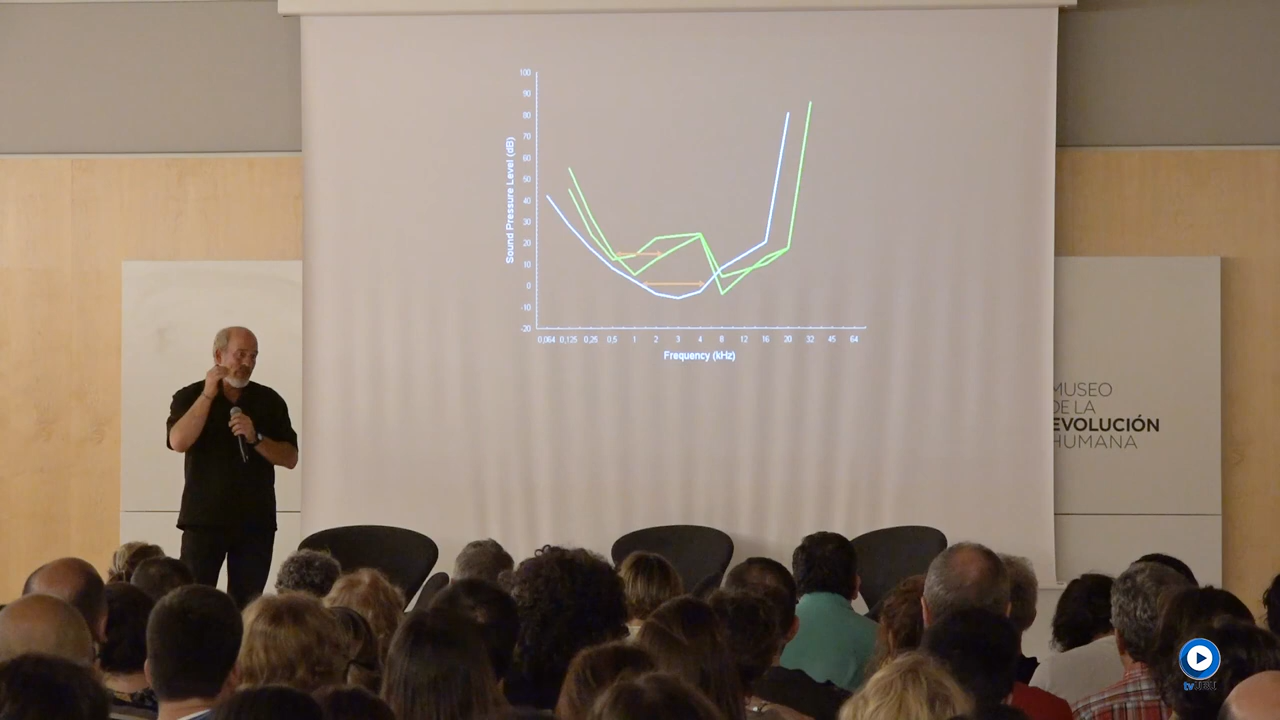 100
90
80
70
60
50
40
30
20
10
0
-10
-20
Sound Pressure Level (dB)
0,064 0,125 0,25 0,5 1 2 3 4 8 12 16 20 32 45 64
Frequency (kHz)
MUSEO
DE LA
EVOLUCIÓN
HUMANA